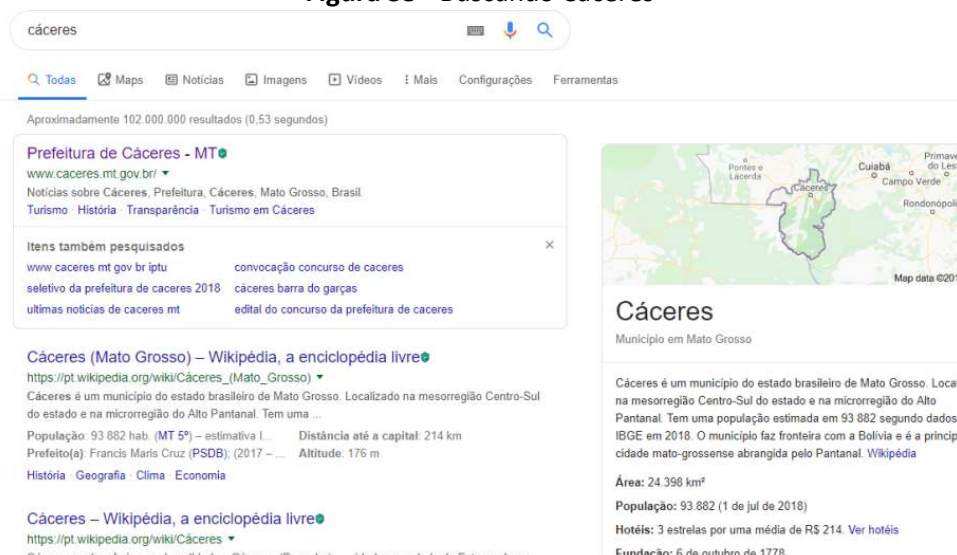 cáceres
Todas Maps Notícias Imagens Vídeos Mais Configurações Ferramentas
Aproximadamente 102.000.000 resultados (0,53 segundos)
Prefeitura de Cáceres - MT
www.caceres.mt.gov.br/
Notícias sobre Cáceres, Prefeitura, Cáceres, Mato Grosso, Brasil.
Turismo · História · Transparência · Turismo em Cáceres
Itens também pesquisados
www caceres mt gov br iptu convocação concurso de caceres
seletivo da prefeitura de caceres 2018 cáceres barra do garças
ultimas noticias de caceres mt edital do concurso da prefeitura de caceres
Cáceres (Mato Grosso) – Wikipédia, a enciclopédia livre
https://pt.wikipedia.org/wiki/Cáceres_(Mato_Grosso)
Cáceres é um município do estado brasileiro de Mato Grosso. Localizado na mesorregião Centro-Sul
do estado e na microrregião do Alto Pantanal. Tem uma ...
População: 93 882 hab. (MT 5º) – estimativa I... Distância até a capital: 214 km
Prefeito(a): Francis Maris Cruz (PSDB); (2017 – ... Altitude: 176 m
História · Geografia · Clima · Economia
Cáceres – Wikipédia, a enciclopédia livre
https://pt.wikipedia.org/wiki/Cáceres
Pontes e
Lacerda
Cáceres
Cuiabá
Campo Verde
do
Map data
Cáceres
Município em Mato Grosso
Cáceres é um município do estado brasileiro de Mato Grosso.
na mesorregião Centro-Sul do estado e na microrregião do Alto
Pantanal. Tem uma população estimada em 93 882 segundo dados
IBGE em 2018. O município faz fronteira com a Bolívia e é a
cidade mato-grossense abrangida pelo Pantanal. Wikipédia
Área: 24.398 km²
População: 93.882 (1 de jul de 2018)
Hotéis: 3 estrelas por uma média de R$ 214. Ver hotéis
Fundação: 6 de outubro de 1778